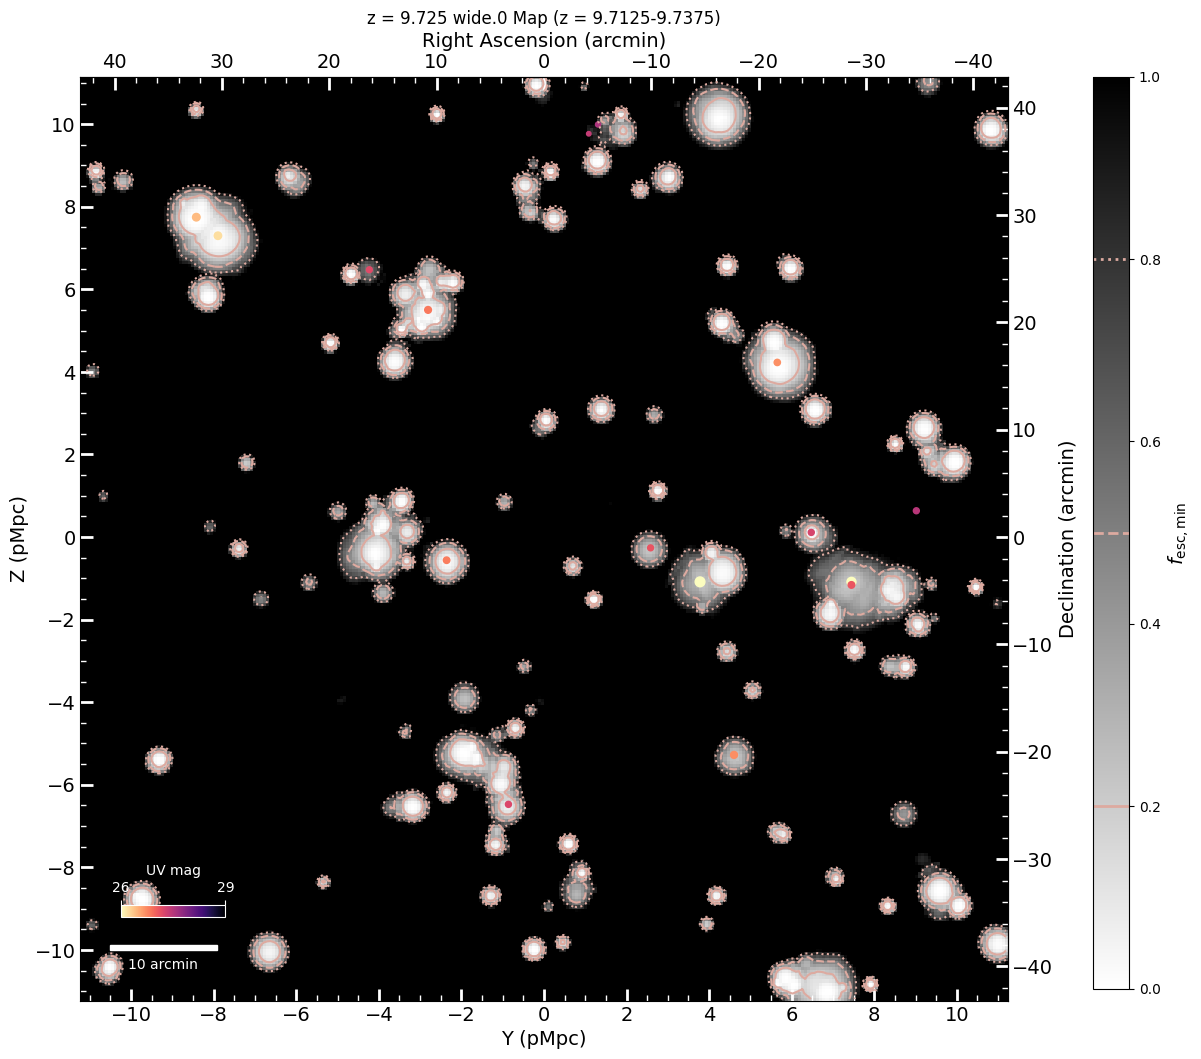 z = 9.725 wide.0 Map (z = 9.7125-9.7375)
Right Ascension (arcmin)
40 30 20 10 0 −10 −20 −30 −40
10
8
6
4
2
0
−2
−4
−6
−8
−10
Z (pMpc)
UV mag
26 29
10 arcmin
−10 −8 −6 −4 −2 0 2 4 6 8 10
Y (pMpc)
40
30
20
10
0
−10
−20
−30
−40
Declination (arcmin)
1.0
0.8
0.6
0.4
0.2
0.0
fesc, min